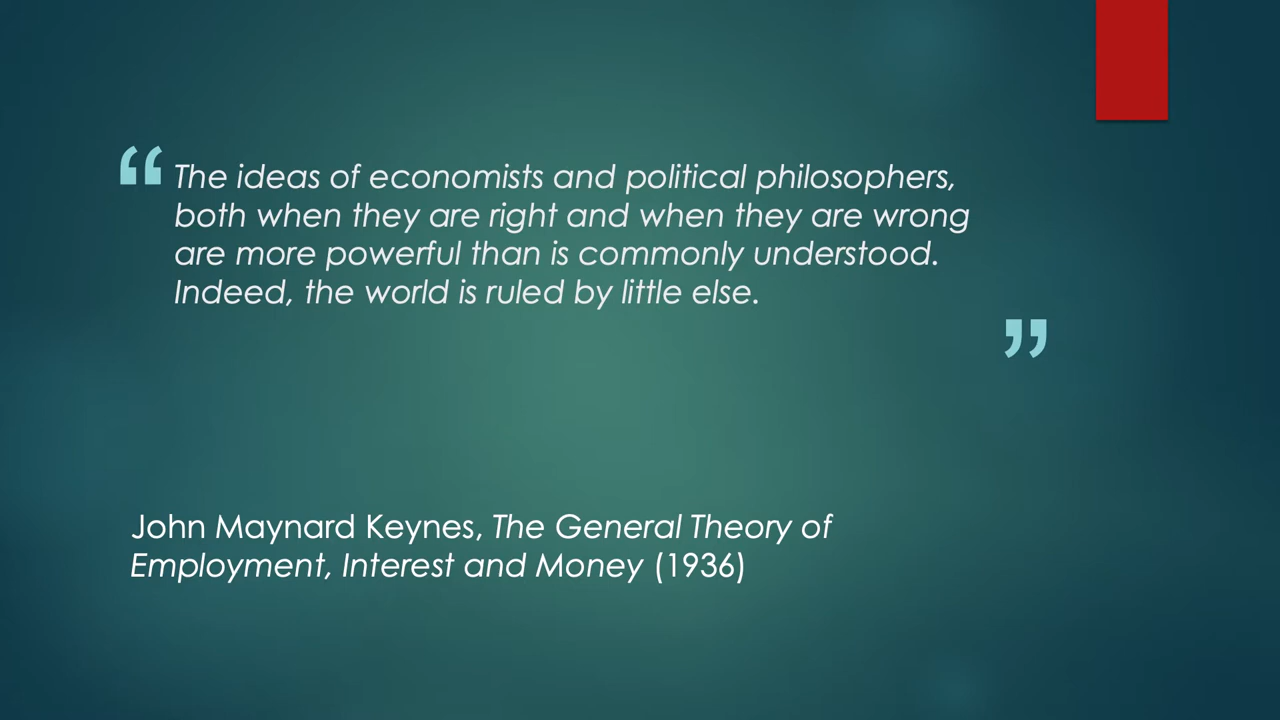 “The ideas of economists and political philosophers,
both when they are right and when they are wrong
are more powerful than is commonly understood.
Indeed, the world is ruled by little else.
”
John Maynard Keynes, The General Theory of
Employment, Interest and Money (1936)